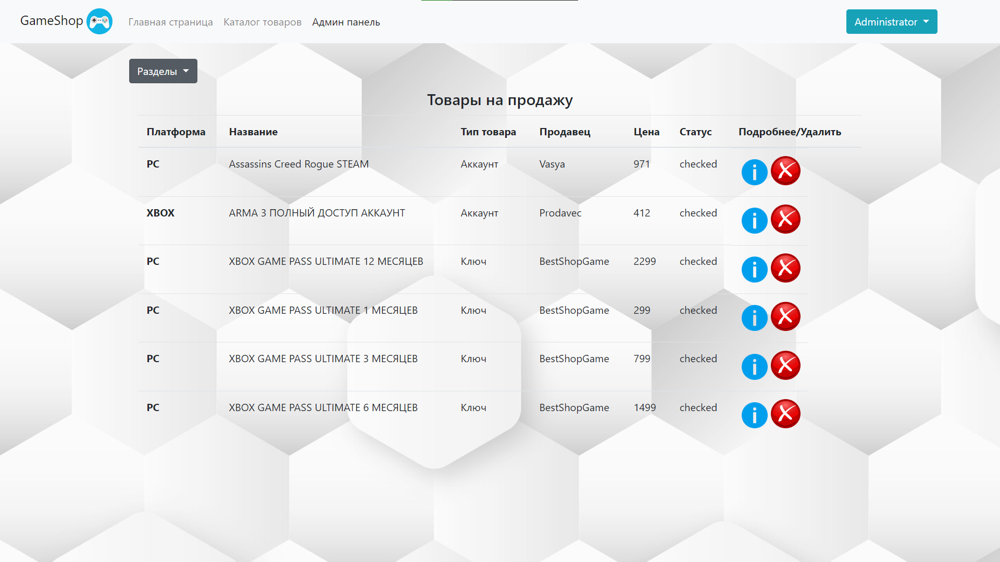 GameShop Главная страница Каталог товаров Админ панель Administrator
Разделы
Товары на продажу
Платформа Название Тип товара Продавец Цена Статус Подробнее/Удалить
PC Assassins Creed Rogue STEAM Аккаунт Vasya 971 checked
XBOX ARMA 3 ПОЛНЫЙ ДОСТУП АККАУНТ Аккаунт Prodavec 412 checked
PC XBOX GAME PASS ULTIMATE 12 МЕСЯЦЕВ Ключ BestShopGame 2299 checked
PC XBOX GAME PASS ULTIMATE 1 МЕСЯЦЕВ Ключ BestShopGame 299 checked
PC XBOX GAME PASS ULTIMATE 3 МЕСЯЦЕВ Ключ BestShopGame 799 checked
PC XBOX GAME PASS ULTIMATE 6 МЕСЯЦЕВ Ключ BestShopGame 1499 checked